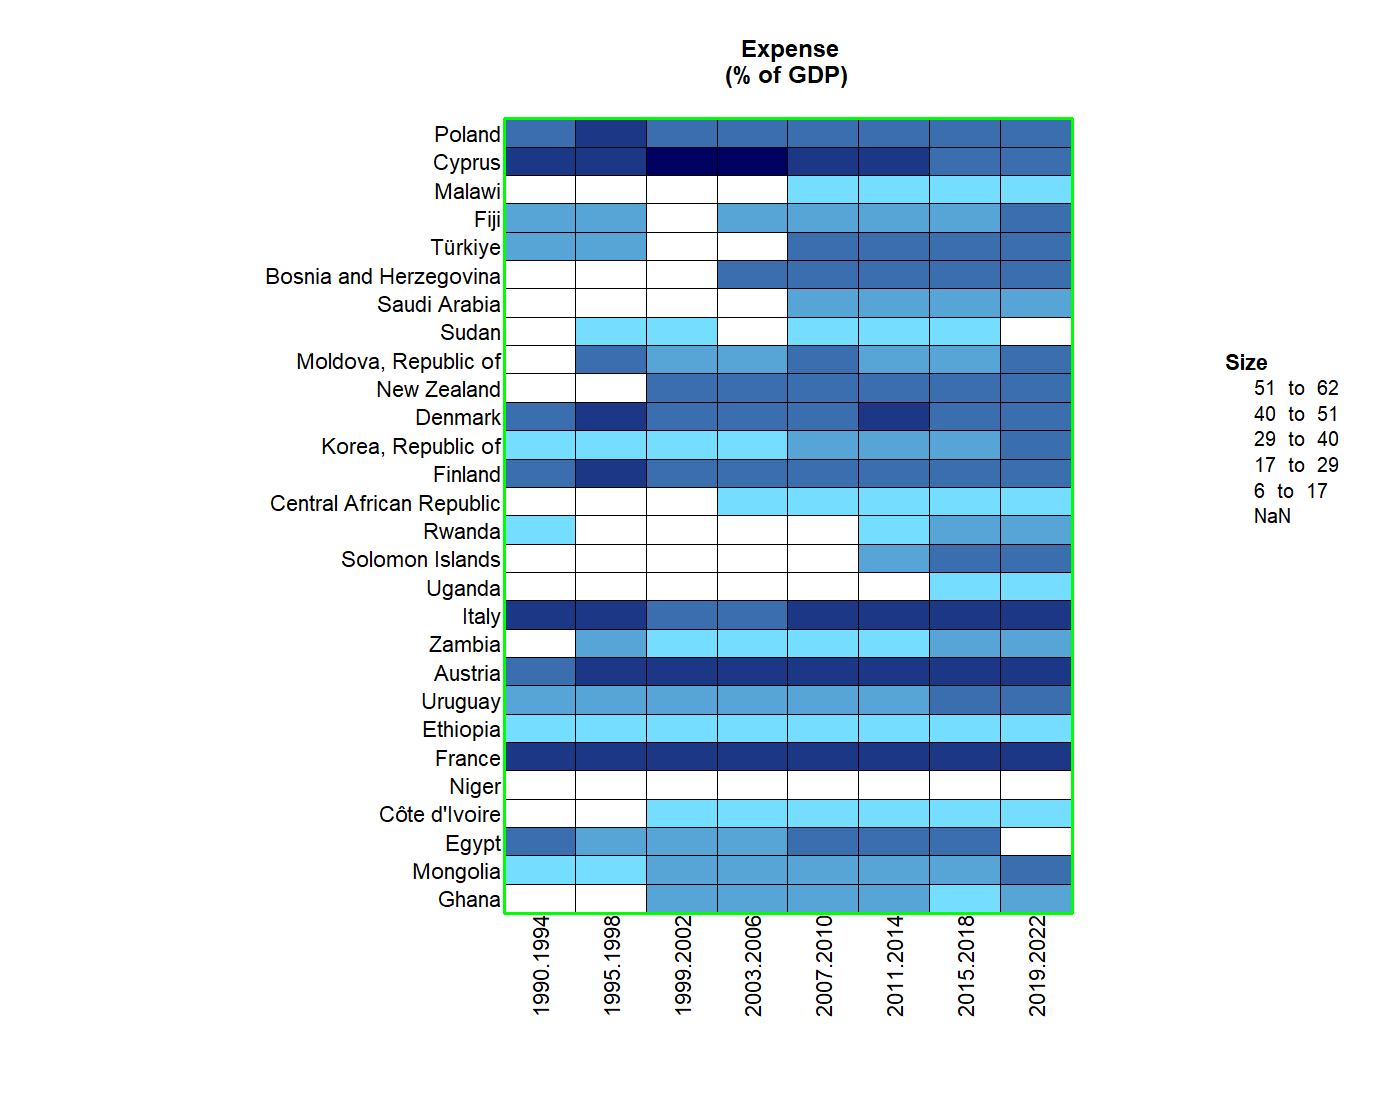 Expense
(% of GDP)
Poland
Cyprus
Malawi
Fiji
Türkiye
Bosnia and Herzegovina
Saudi Arabia
Sudan
Moldova, Republic of
New Zealand
Denmark
Korea, Republic of
Finland
Central African Republic
Rwanda
Solomon Islands
Uganda
Italy
Zambia
Austria
Uruguay
Ethiopia
France
Niger
Côte d'Ivoire
Egypt
Mongolia
Ghana
1990.1994
1995.1998
1999.2002
2003.2006
2007.2010
2011.2014
2015.2018
2019.2022
Size
51 to 62
40 to 51
29 to 40
17 to 29
6 to 17
NaN